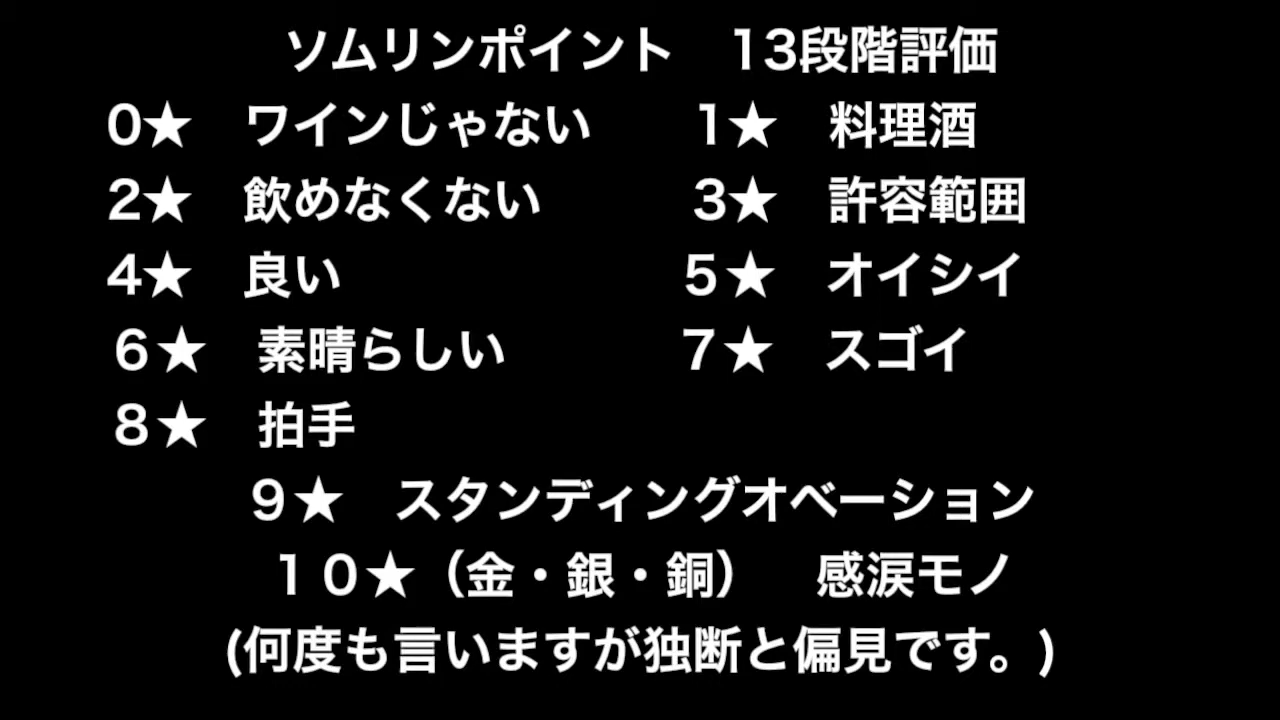 ソムリンポイント　13段階評価
0★　ワインじゃない　　1★　料理酒
2★　飲めなくない　　　3★　許容範囲
4★　良い　　　　　　　５★　オイシイ
６★　素晴らしい　　　　７★　スゴイ
８★　拍手
９★　スタンディングオベーション
１０★（金・銀・銅）　感涙モノ
(何度も言いますが独断と偏見です。)